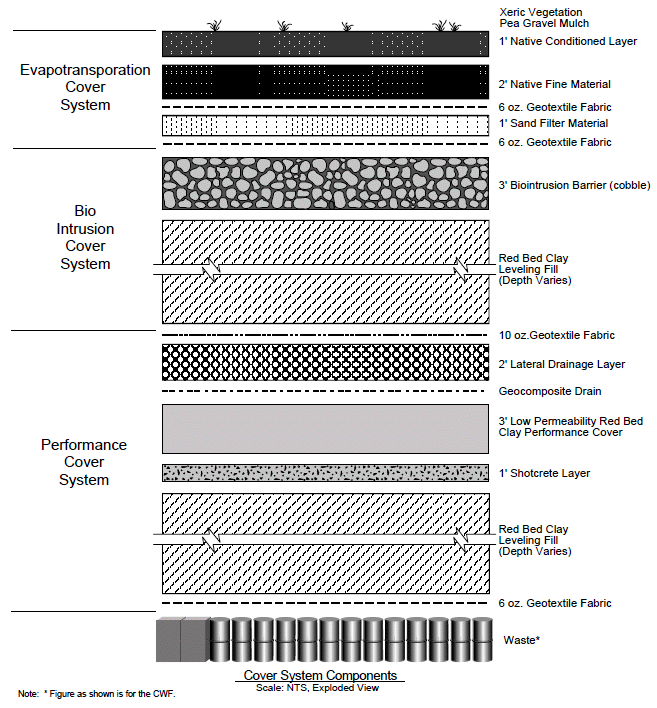 Xeric Vegetation
Pea Gravel Mulch
1' Native Conditioned Layer
Evapotransporation
Cover
System
2' Native Fine Material
6 oz. Geotextile Fabric
1' Sand Filter Material
6 oz. Geotextile Fabric
3' Biointrusion Barrier (cobble)
Bio
Intrusion
Cover
System
Red Bed Clay
Leveling Fill
(Depth Varies)
10 oz.Geotextile Fabric
2' Lateral Drainage Layer
Geocomposite Drain
3' Low Permeability Red Bed
Clay Performance Cover
Performance
Cover
System
1' Shotcrete Layer
Red Bed Clay
Leveling Fill
(Depth Varies)
6 oz. Geotextile Fabric
Waste*
Cover System Components
Scale: NTS, Exploded View
Note: * Figure as shown is for the CWF.